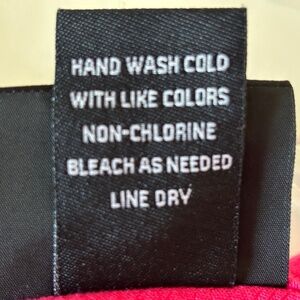 HAND WASH COLD
WITH LIKE COLORS
NON-CHLORINE
BLEACH AS NEEDED
LINE DRY